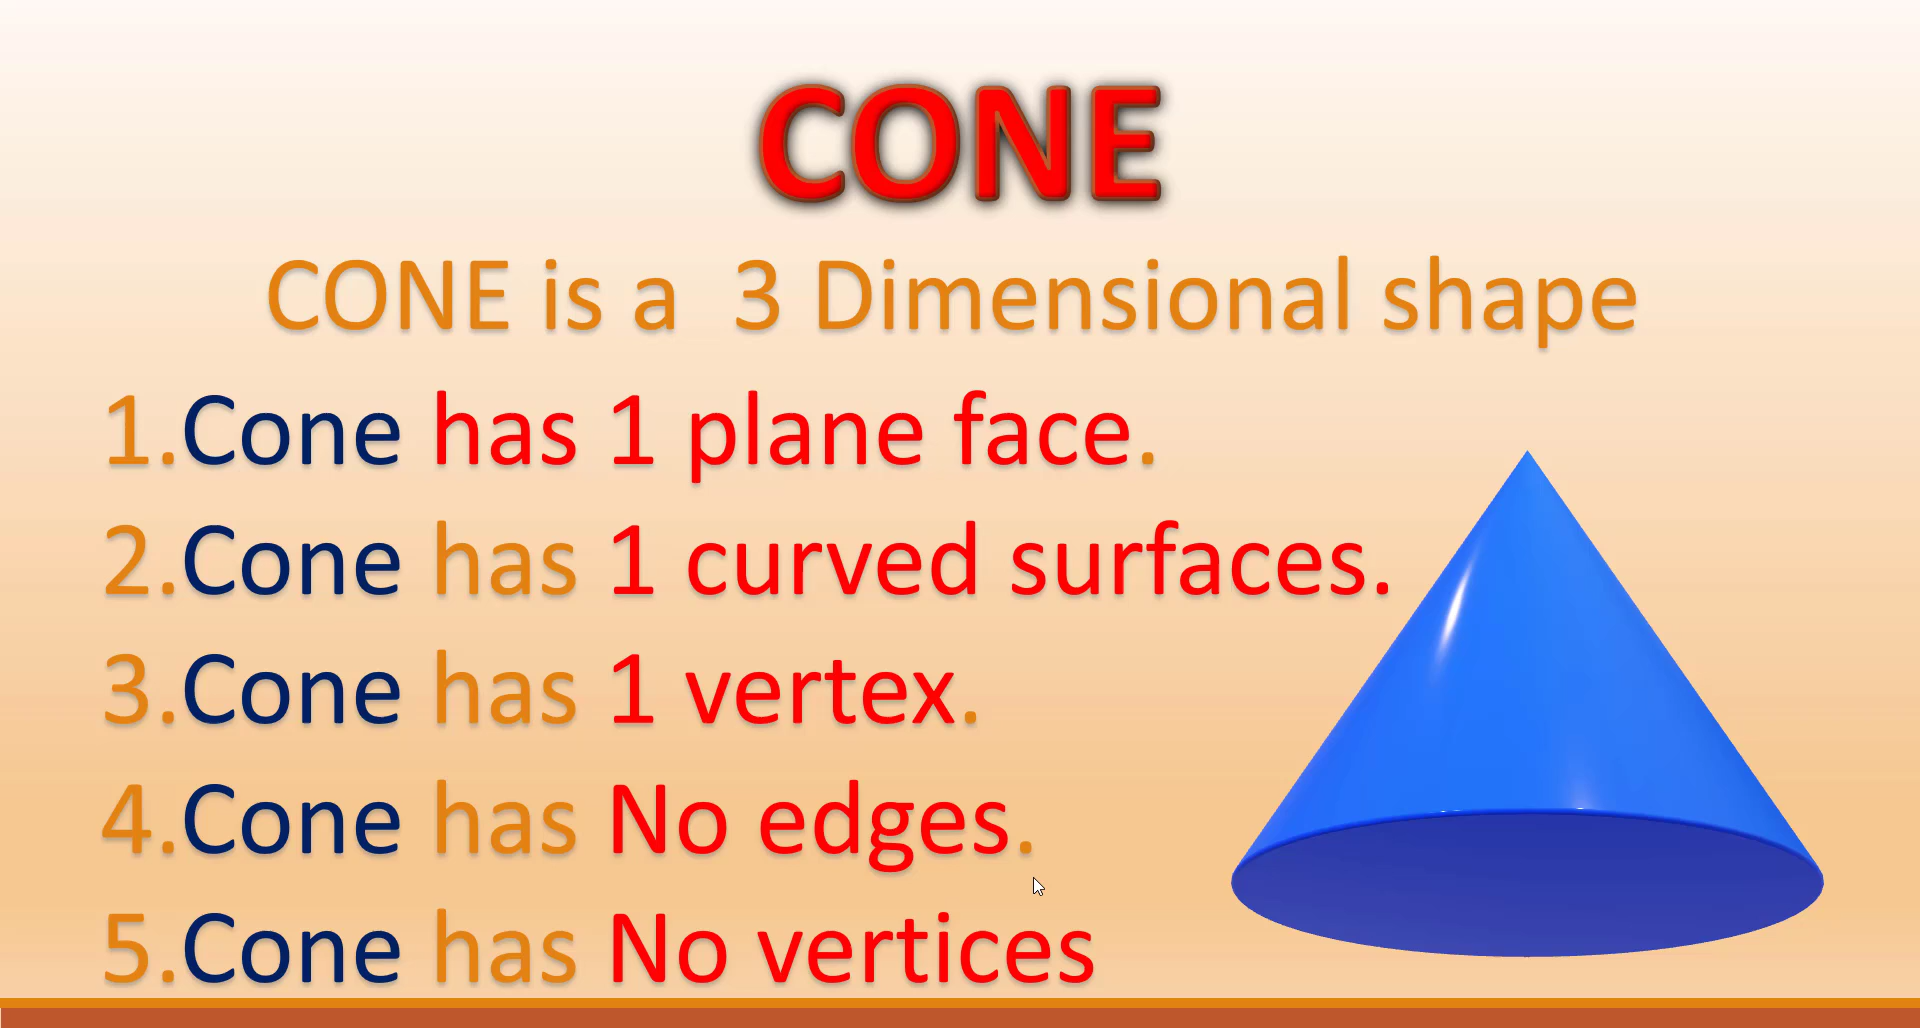 CONE
CONE is a 3 Dimensional shape
1.Cone has 1 plane face.
2.Cone has 1 curved surfaces.
3.Cone has 1 vertex.
4.Cone has No edges.
5.Cone has No vertices